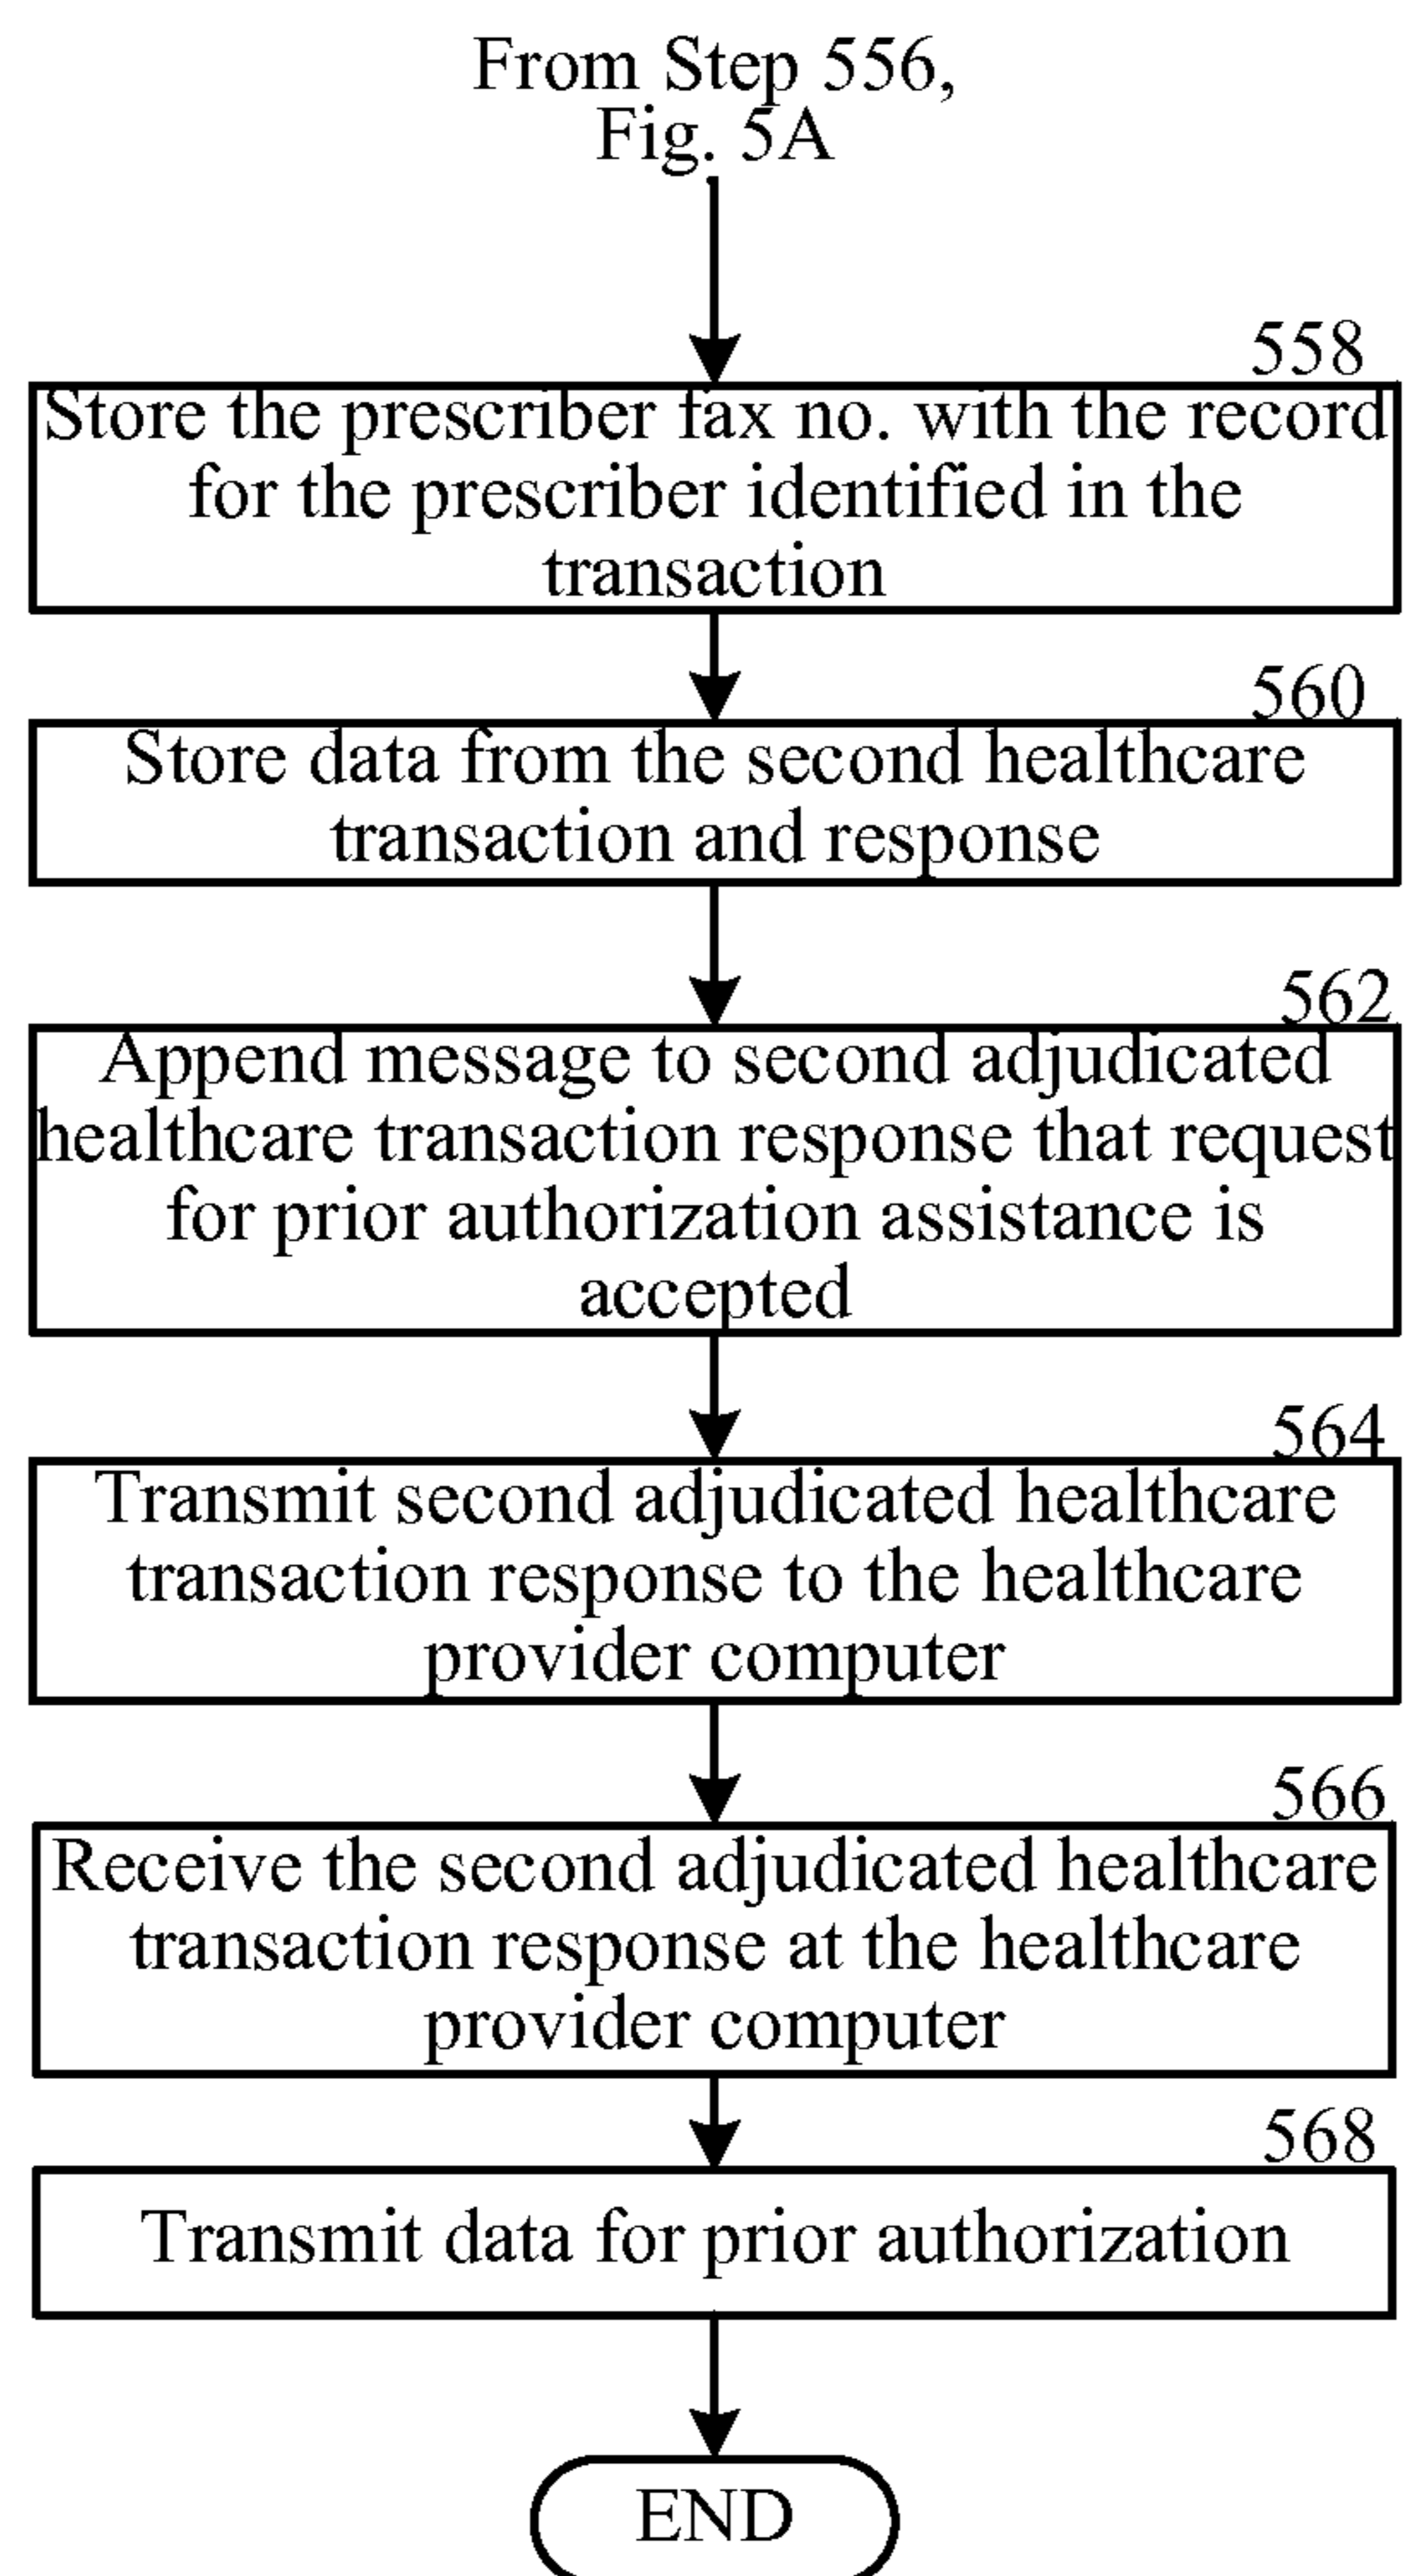 From Step 556,
Fig. 5A
558
Store the prescriber fax no. with the record
for the prescriber identified in the
transaction
560
Store data from the second healthcare
transaction and response
562
Append message to second adjudicated
healthcare transaction response that request
for prior authorization assistance is
accepted
564
Transmit second adjudicated healthcare
transaction response to the healthcare
provider computer
566
Receive the second adjudicated healthcare
transaction response at the healthcare
provider computer
568
Transmit data for prior authorization
END